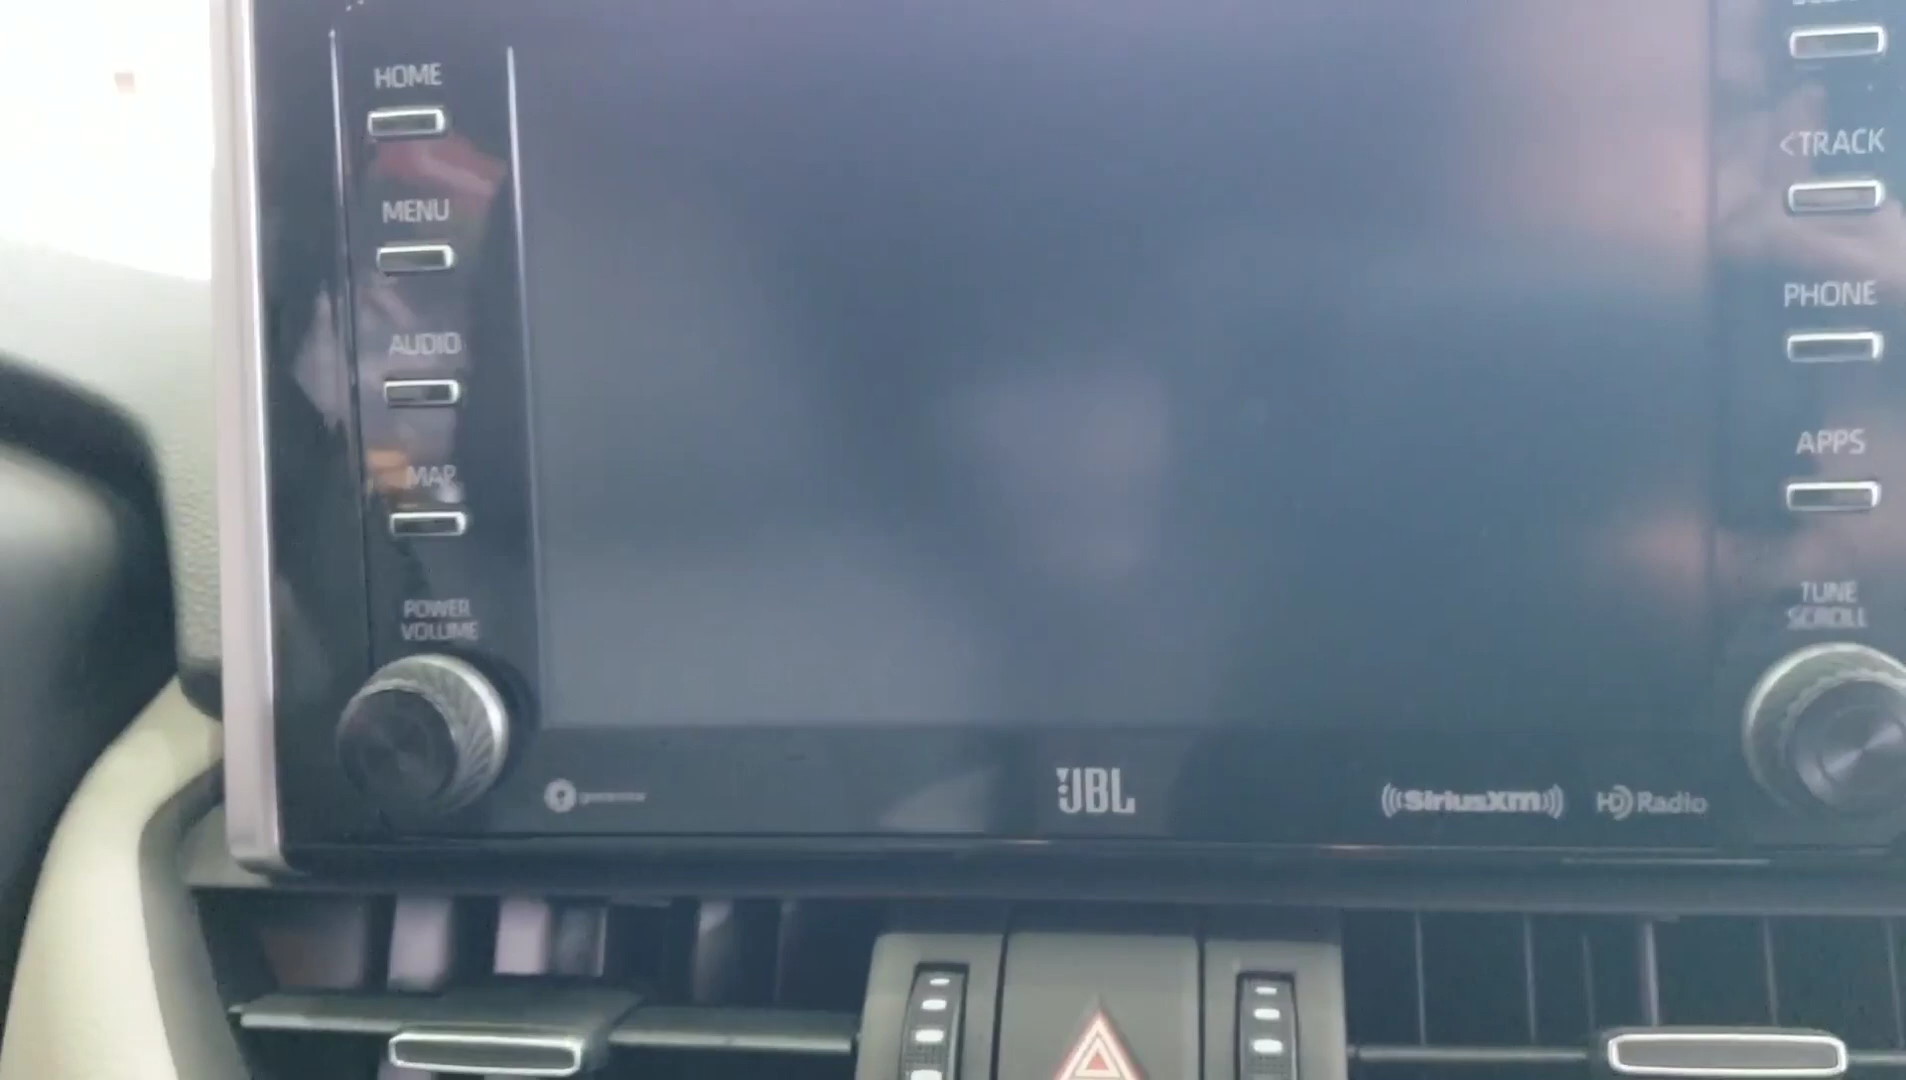 HOME
MENU
AUDIO
MAP
POWER
VOLUME
<TRACK
PHONE
APPS
TUNE
SCROLL
JBL
SiriusXM
HD Radio